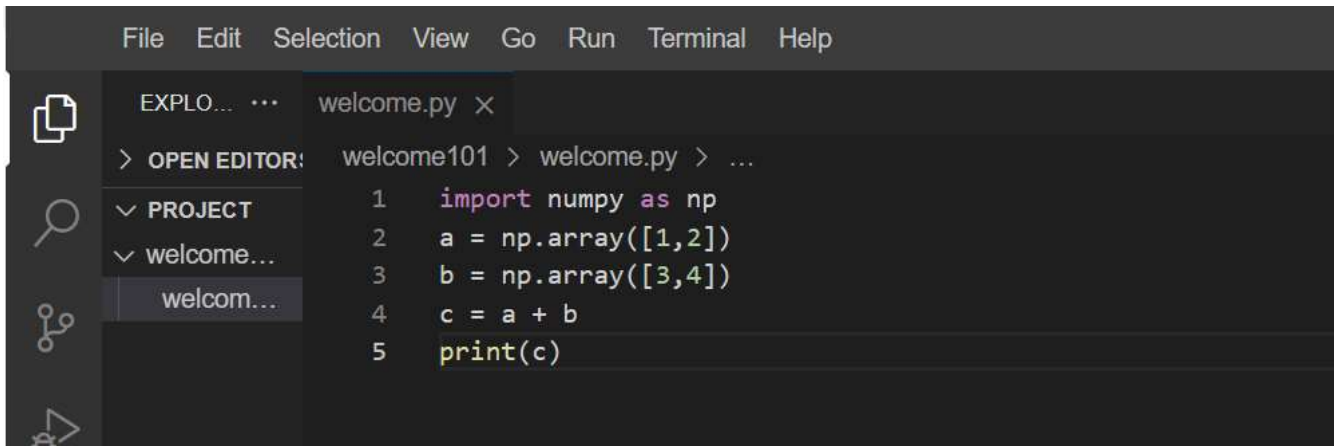 File Edit Selection View Go Run Terminal Help
EXPLO... ···
welcome.py ×
> OPEN EDITORS
PROJECT
welcome...
welcom...
welcome101 > welcome.py > ...
1 import numpy as np
2 a = np.array([1,2])
3 b = np.array([3,4])
4 c = a + b
5 print(c)